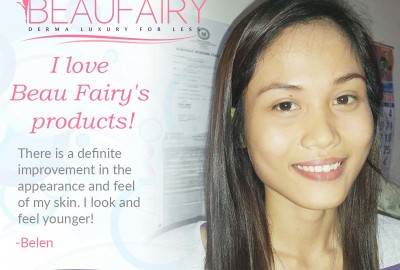 BEAUFAIRY
DERMA LUXURY FOR LES
I love
Beau Fairy's
products!
There is a definite
improvement in the
appearance and feel
of my skin. I look and
feel younger!
-Belen